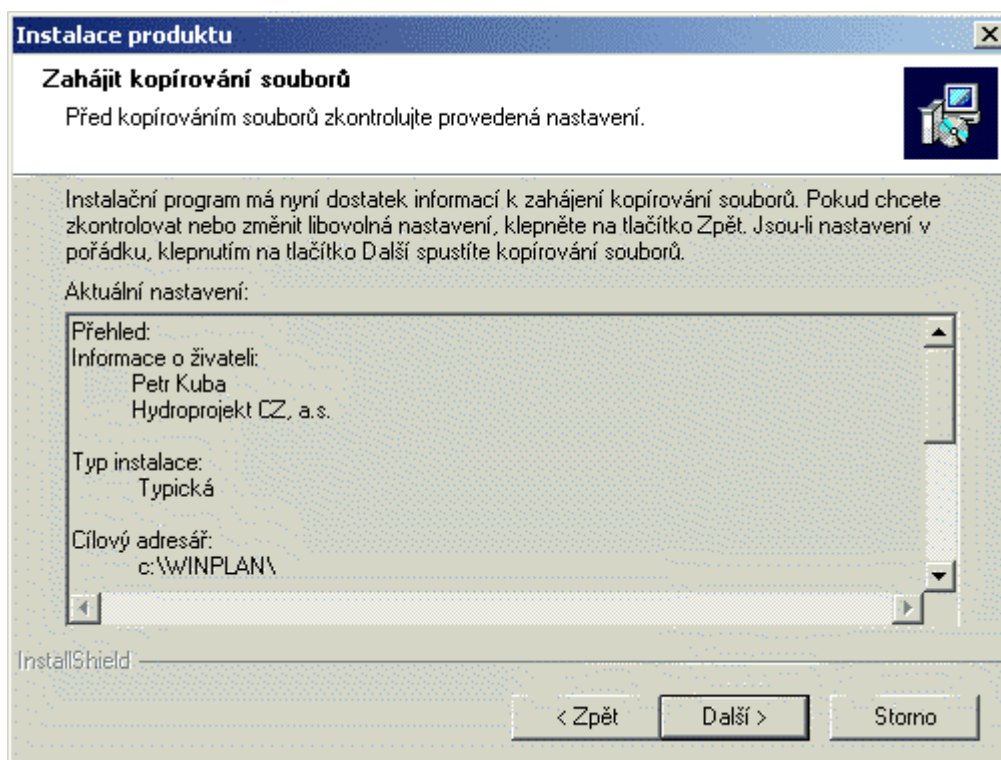 Instalace produktu
Zahájit kopírování souborů
Před kopírováním souborů zkontrolujte provedená nastavení.
Instalační program má nyní dostatek informací k zahájení kopírování souborů. Pokud chcete
zkontrolovat nebo změnit libovolná nastavení, klepněte na tlačítko Zpět. Jsou-li nastavení v
pořádku, klepnutím na tlačítko Další spustíte kopírování souborů.
Aktuální nastavení:
Přehled:
Informace o živateli:
Petr Kuba
Hydroprojekt CZ, a.s.
Typ instalace:
Typická
Cílový adresář:
c:\WINPLAN\
InstallShield
< Zpět
Další >
Storno